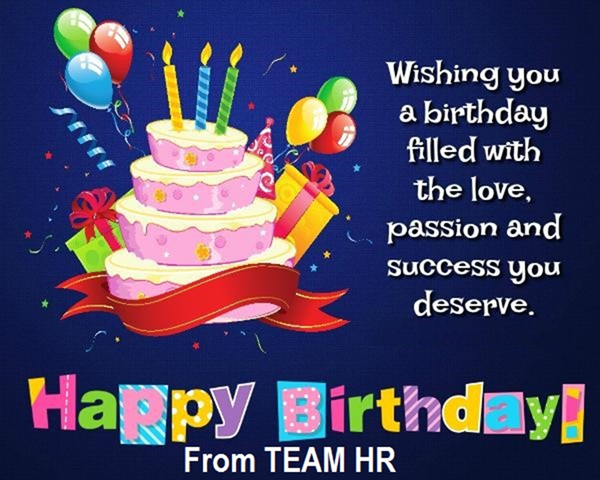 Wishing you
a birthday
filled with
the love,
passion and
success you
deserve.
Happy Birthday!
From TEAM HR